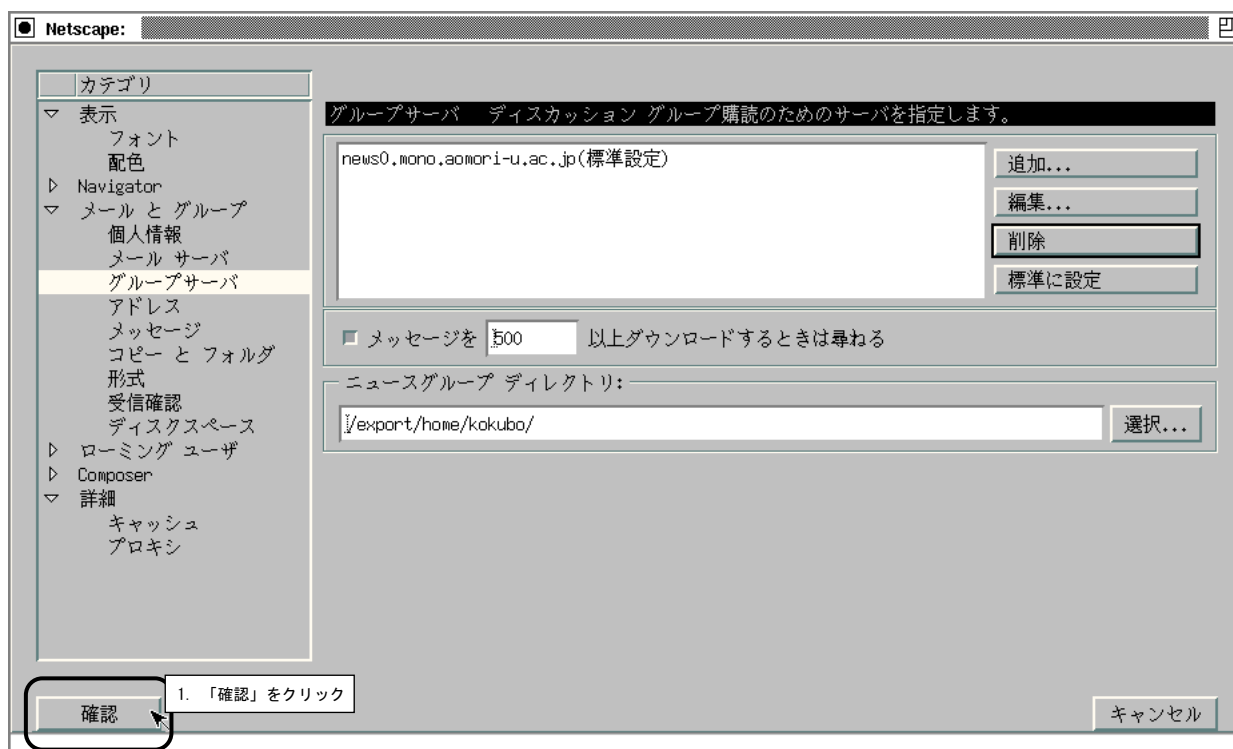 Netscape:
カテゴリ
表示
フォント
配色
Navigator
メール と グループ
個人情報
メール サーバ
グループサーバ
アドレス
メッセージ
コピー と フォルダ
形式
受信確認
ディスクスペース
ローミング ユーザ
Composer
詳細
キャッシュ
プロキシ
グループサーバ ディスカッション グループ購読のためのサーバを指定します。
news0.mono.aomori-u.ac.jp(標準設定)
追加...
編集...
削除
標準に設定
メッセージを 500 以上ダウンロードするときは尋ねる
ニュースグループ ディレクトリ:
/export/home/kokubo/ 選択...
1. 「確認」をクリック
確認 キャンセル